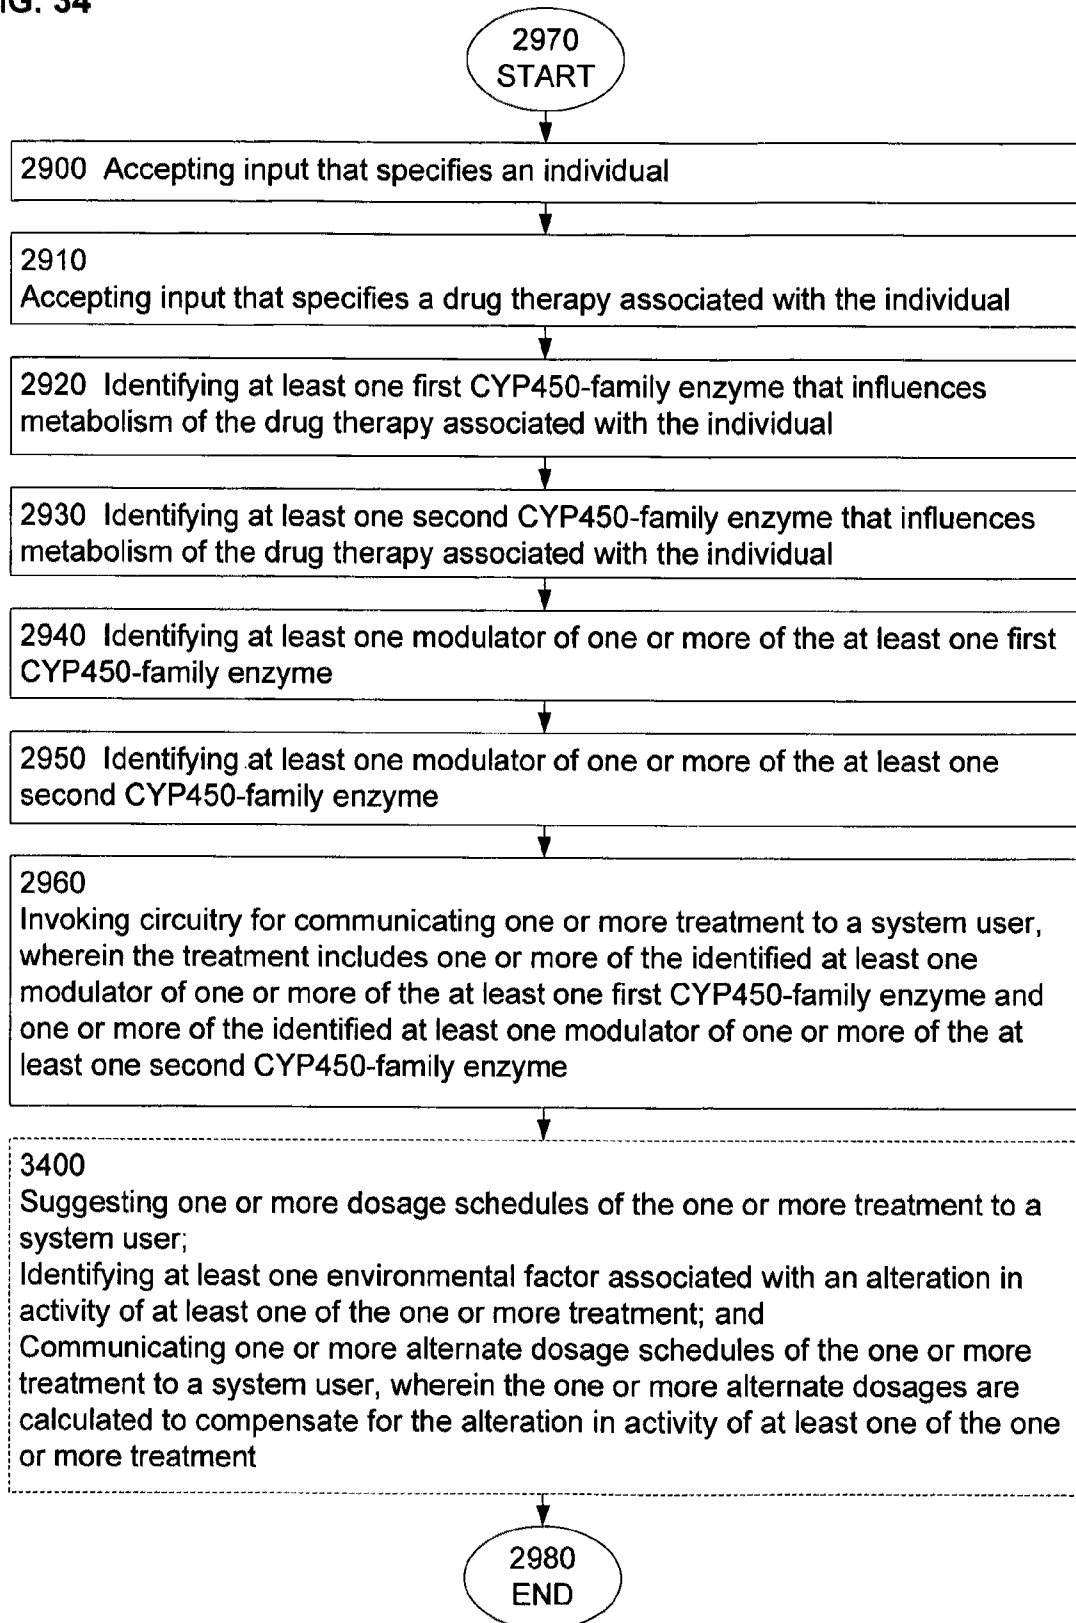 IG. 34
2970
START
2900 Accepting input that specifies an individual
2910
Accepting input that specifies a drug therapy associated with the individual
2920 Identifying at least one first CYP450-family enzyme that influences
metabolism of the drug therapy associated with the individual
2930 Identifying at least one second CYP450-family enzyme that influences
metabolism of the drug therapy associated with the individual
2940 Identifying at least one modulator of one or more of the at least one first
CYP450-family enzyme
2950 Identifying at least one modulator of one or more of the at least one
second CYP450-family enzyme
2960
Invoking circuitry for communicating one or more treatment to a system user,
wherein the treatment includes one or more of the identified at least one
modulator of one or more of the at least one first CYP450-family enzyme and
one or more of the identified at least one modulator of one or more of the at
least one second CYP450-family enzyme
3400
Suggesting one or more dosage schedules of the one or more treatment to a
system user;
Identifying at least one environmental factor associated with an alteration in
activity of at least one of the one or more treatment; and
Communicating one or more alternate dosage schedules of the one or more
treatment to a system user, wherein the one or more alternate dosages are
calculated to compensate for the alteration in activity of at least one of the one
or more treatment
2980
END